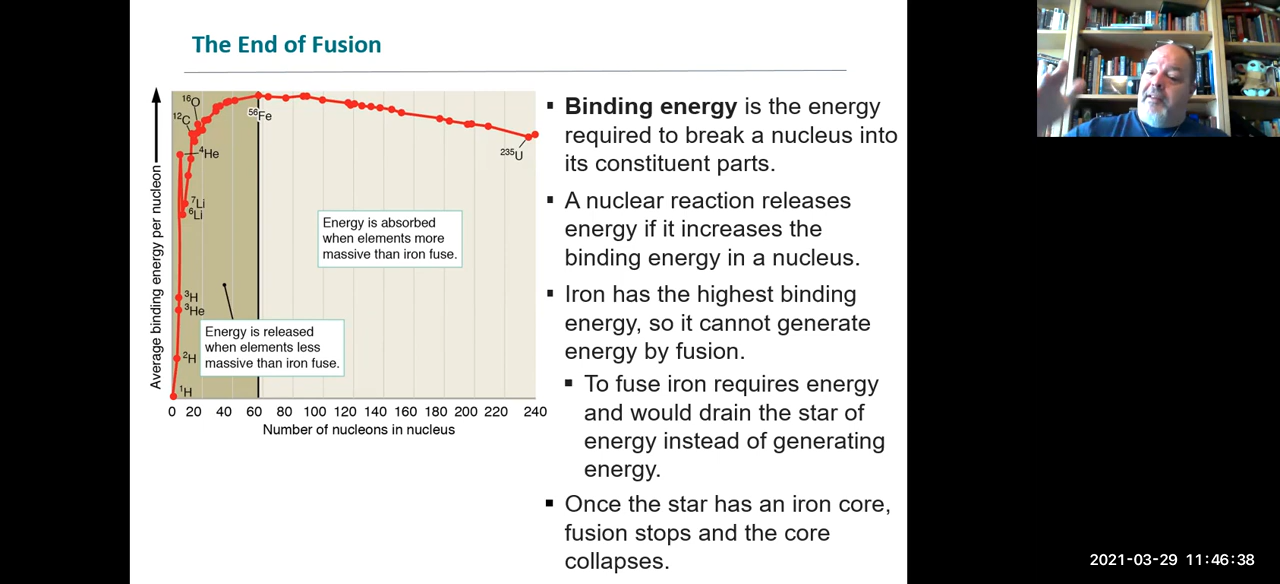 The End of Fusion
Average binding energy per nucleon
¹⁶O
¹²C
⁵⁶Fe
⁴He
⁷Li
⁶Li
³H
³He
²H
¹H
²³⁵U
Energy is absorbed
when elements more
massive than iron fuse.
Energy is released
when elements less
massive than iron fuse.
0 20 40 60 80 100 120 140 160 180 200 220 240
Number of nucleons in nucleus
▪ Binding energy is the energy
required to break a nucleus into
its constituent parts.
▪ A nuclear reaction releases
energy if it increases the
binding energy in a nucleus.
▪ Iron has the highest binding
energy, so it cannot generate
energy by fusion.
▪ To fuse iron requires energy
and would drain the star of
energy instead of generating
energy.
▪ Once the star has an iron core,
fusion stops and the core
collapses.
2021-03-29 11:46:38